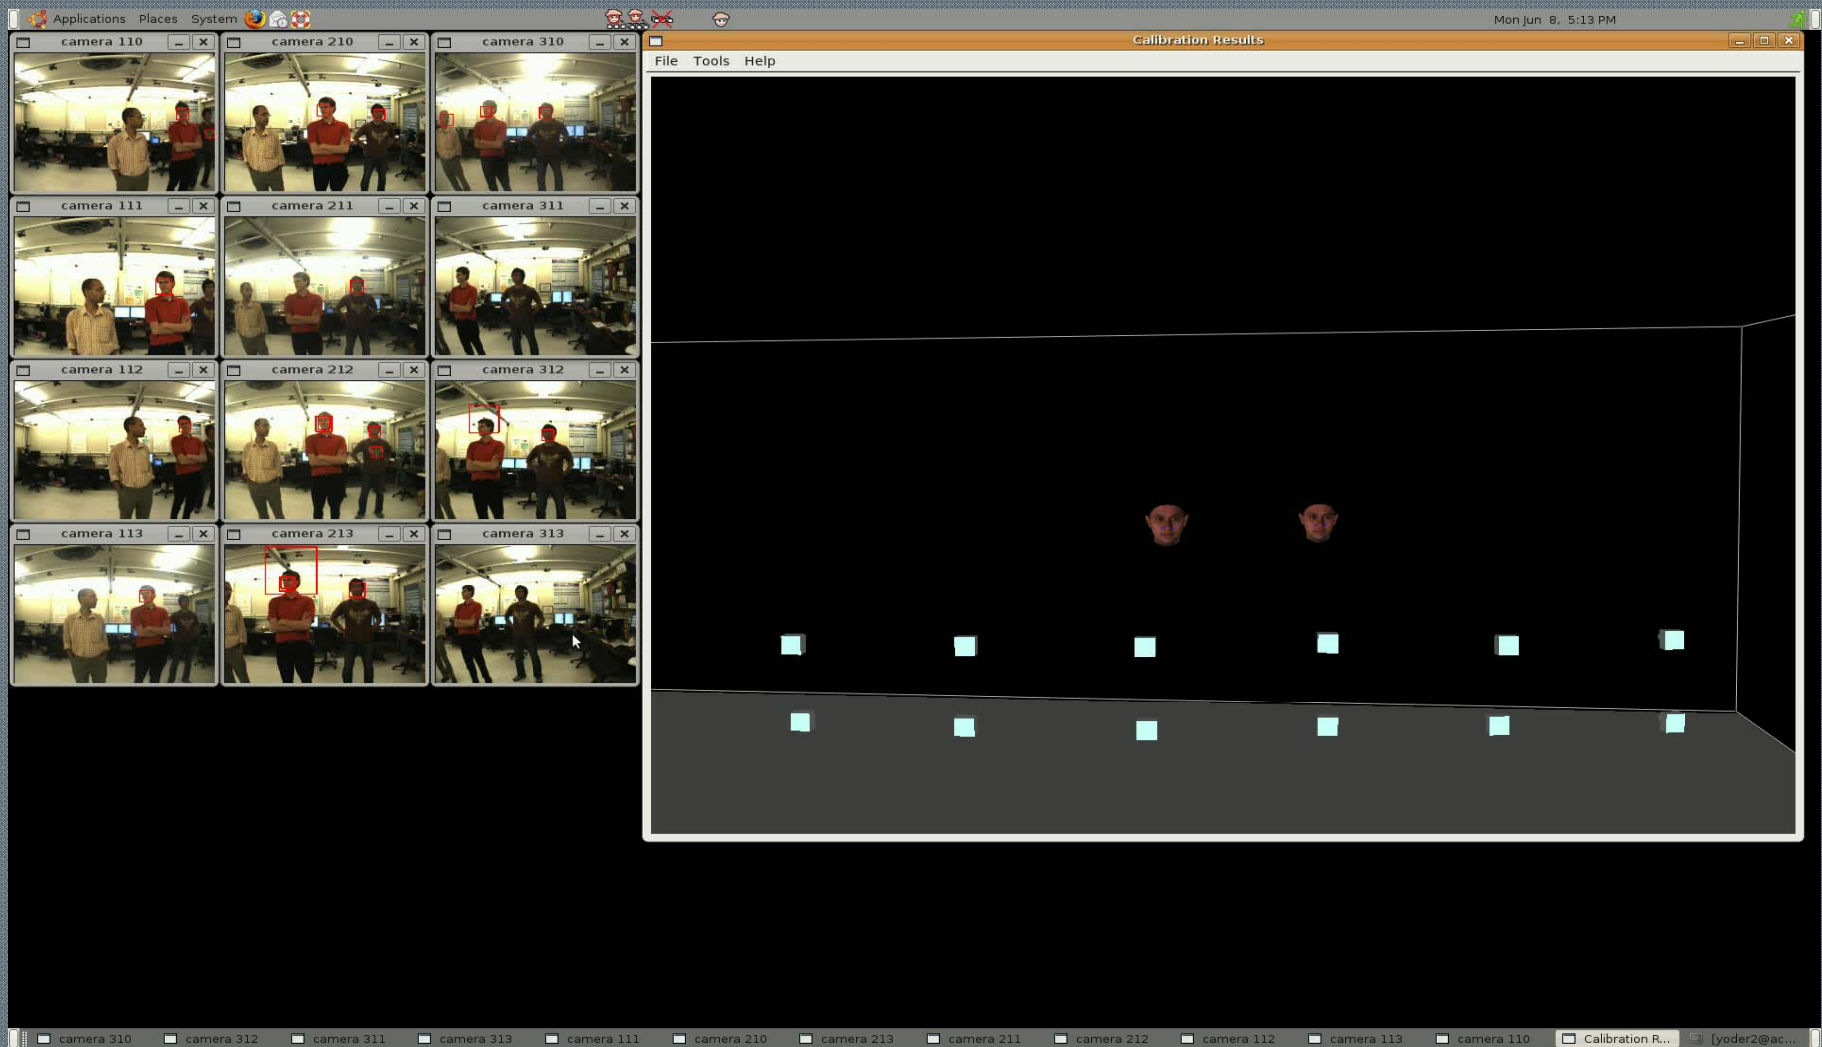 Applications Places System
Mon Jun 8, 5:13 PM
camera 110
camera 210
camera 310
Calibration Results
File Tools Help
camera 111
camera 211
camera 311
camera 112
camera 212
camera 312
camera 113
camera 213
camera 313
camera 310
camera 312
camera 311
camera 313
camera 111
camera 210
camera 213
camera 211
camera 212
camera 112
camera 113
camera 110
Calibration R...
[yoder2@ac...